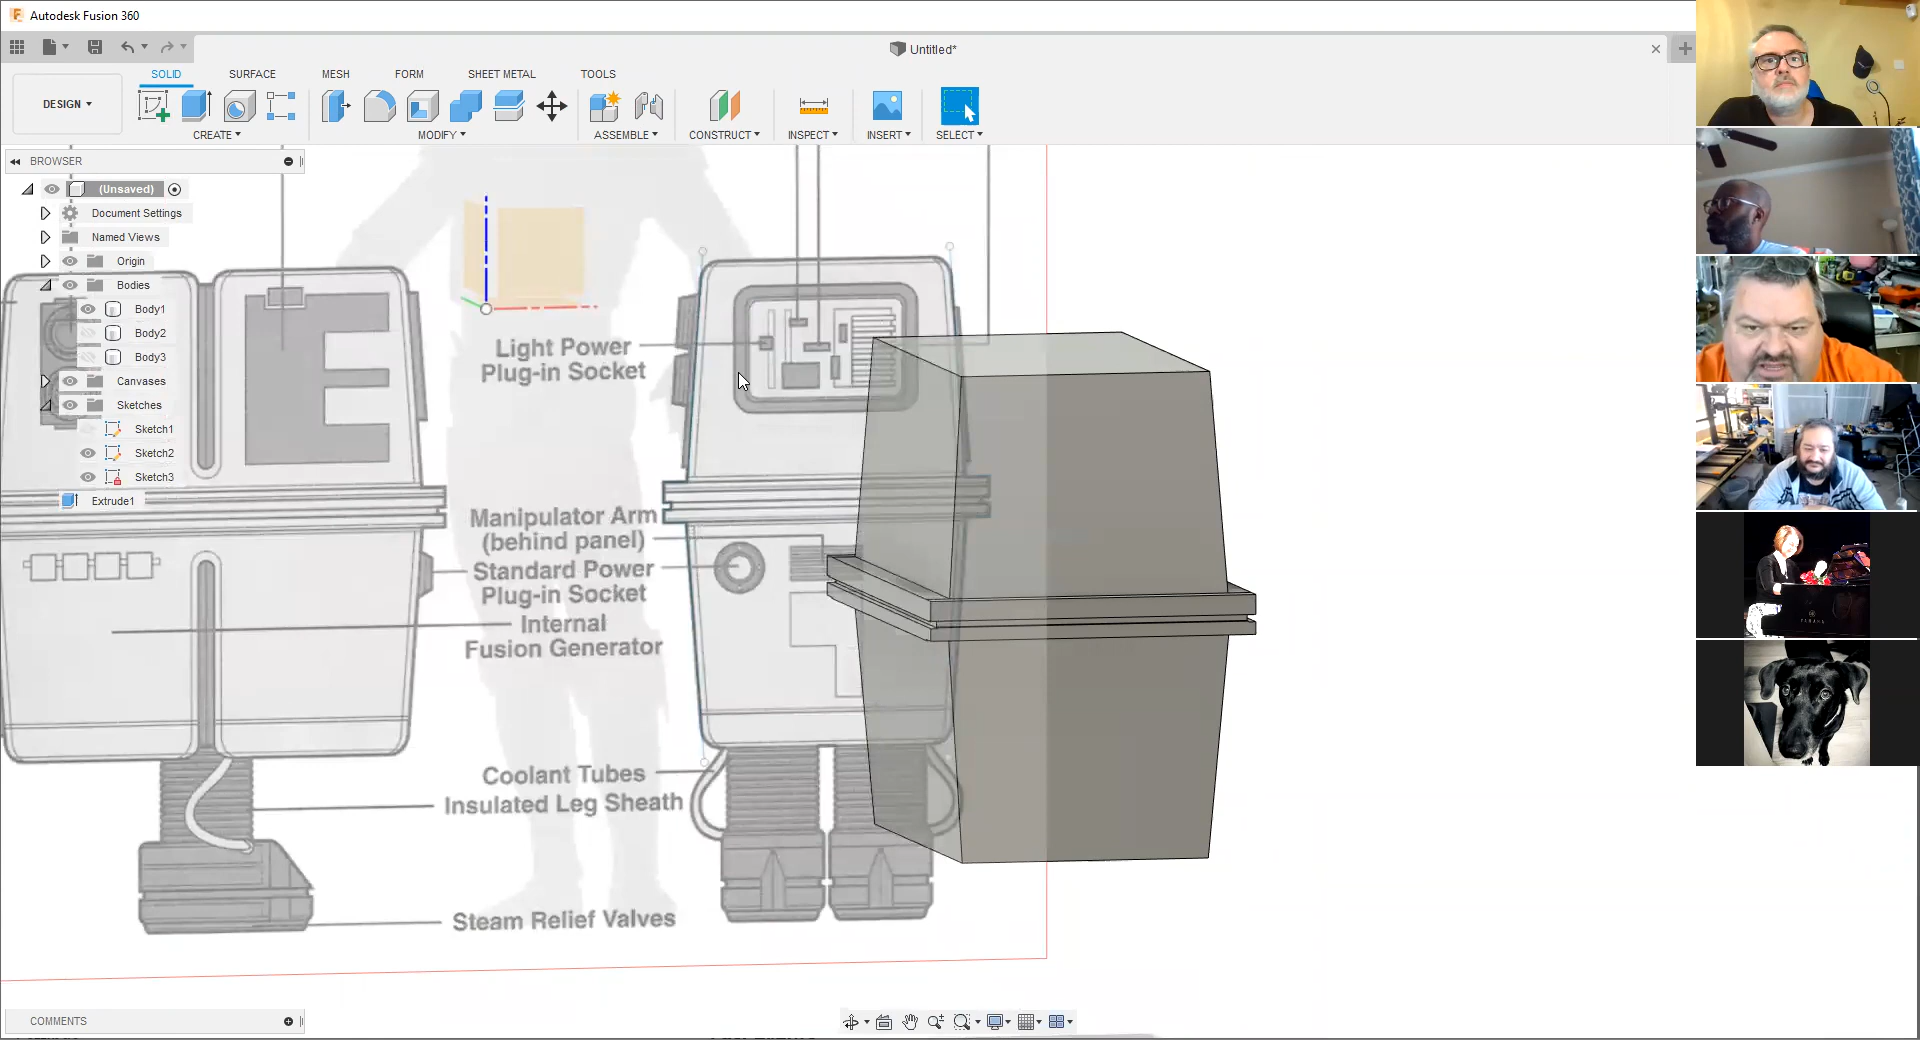 Autodesk Fusion 360
Untitled*
SOLID SURFACE MESH FORM SHEET METAL TOOLS
DESIGN
CREATE MODIFY ASSEMBLE CONSTRUCT INSPECT INSERT SELECT
BROWSER
(Unsaved)
Document Settings
Named Views
Origin
Bodies
Body1
Body2
Body3
Canvases
Sketches
Sketch1
Sketch2
Sketch3
Extrude1
Light Power
Plug-in Socket
Manipulator Arm
(behind panel)
Standard Power
Plug-in Socket
Internal
Fusion Generator
Coolant Tubes
Insulated Leg Sheath
Steam Relief Valves
COMMENTS
YAMAHA